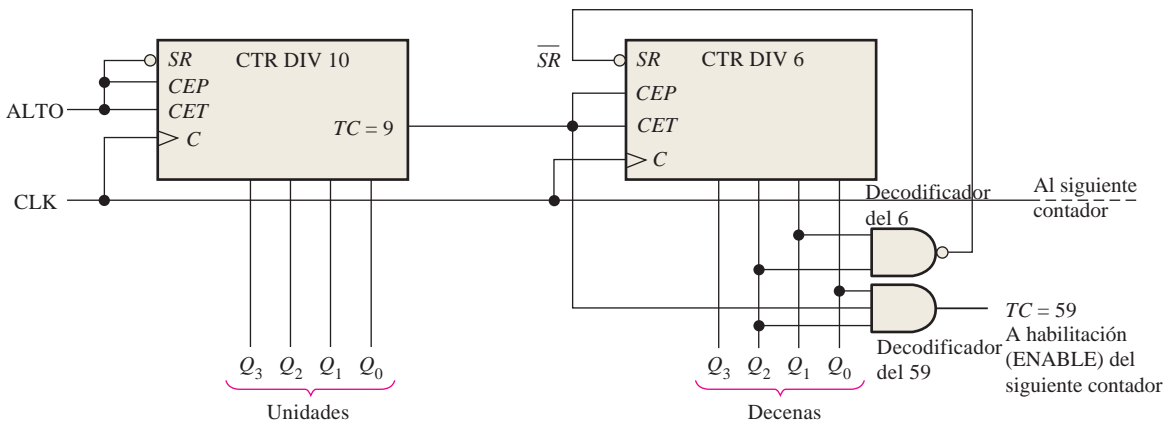 SR
CTR DIV 10
CEP
CET
TC = 9
C
ALTO
CLK
Q3 Q2 Q1 Q0
Unidades
SR
SR
CTR DIV 6
CEP
CET
C
Decodificador
del 6
Al siguiente
contador
TC = 59
A habilitación
(ENABLE) del
siguiente contador
Decodificador
del 59
Q3 Q2 Q1 Q0
Decenas